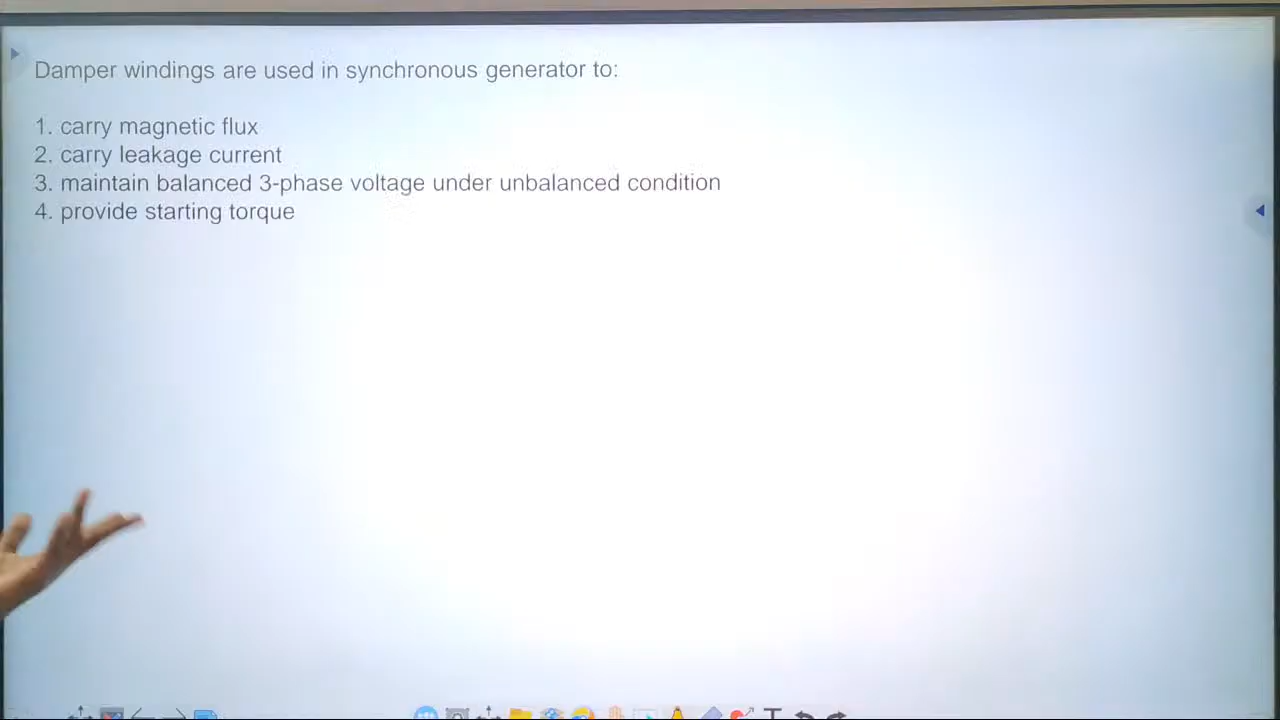 Damper windings are used in synchronous generator to:
1. carry magnetic flux
2. carry leakage current
3. maintain balanced 3-phase voltage under unbalanced condition
4. provide starting torque